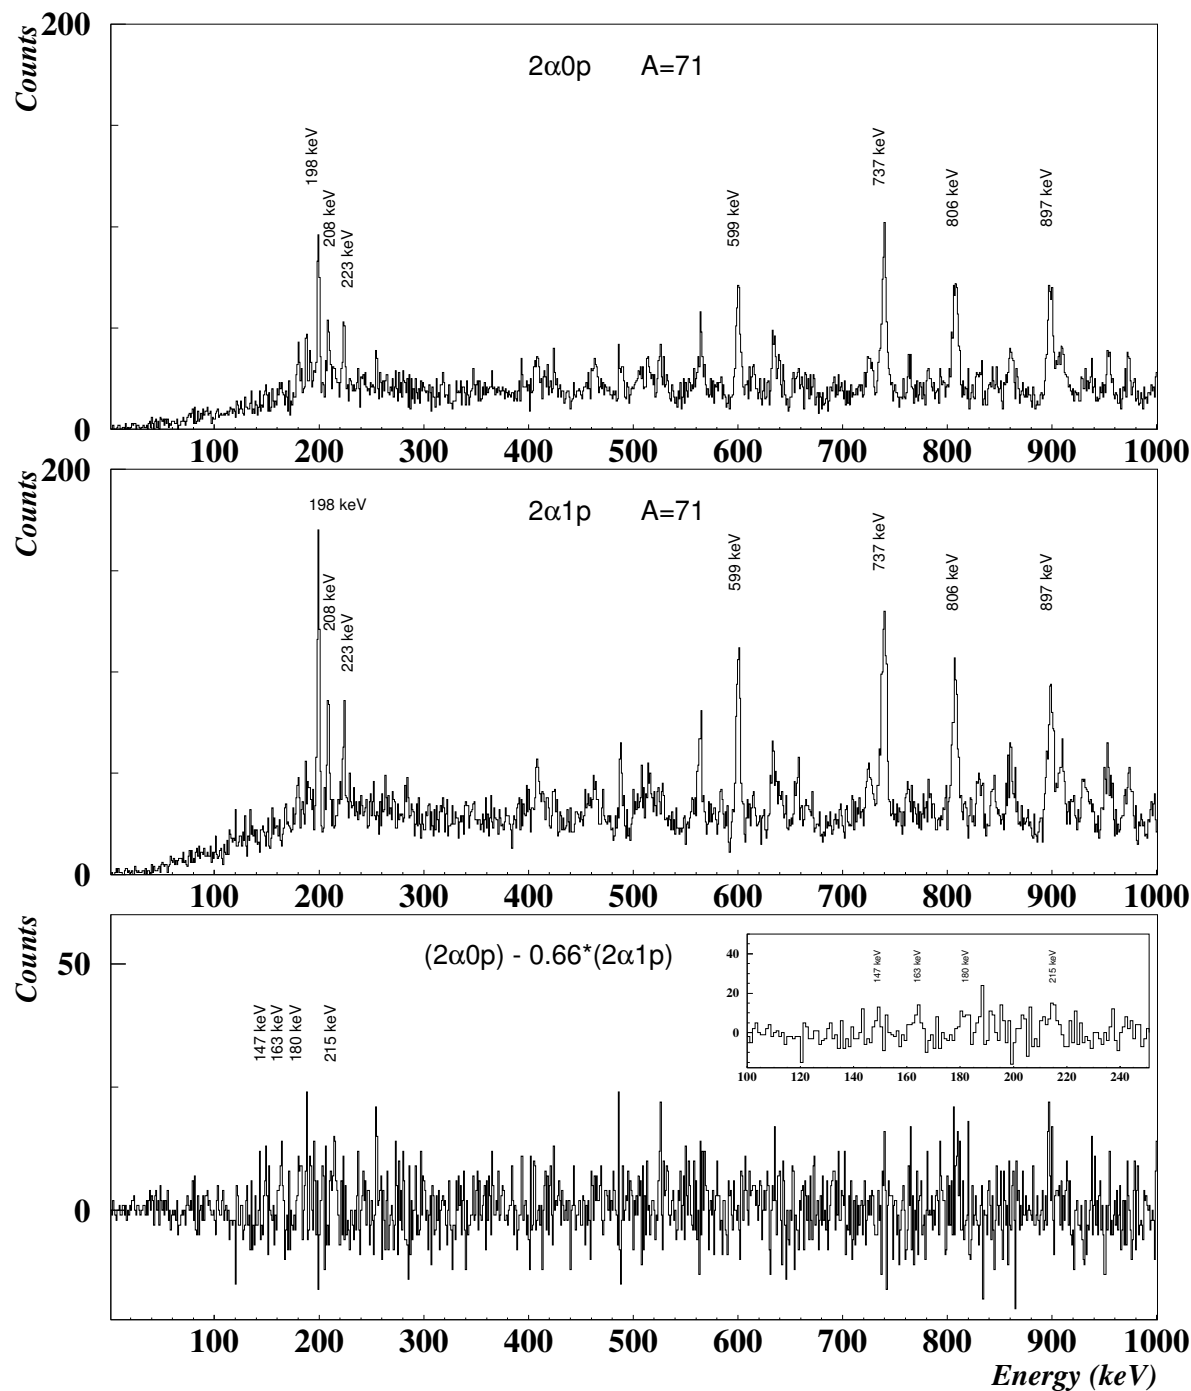 200
Counts
2α0p A=71
198 keV
208 keV
223 keV
599 keV
737 keV
806 keV
897 keV
0
100 200 300 400 500 600 700 800 900 1000
200
Counts
2α1p A=71
198 keV
208 keV
223 keV
599 keV
737 keV
806 keV
897 keV
0
100 200 300 400 500 600 700 800 900 1000
Counts
50
0
(2α0p) - 0.66*(2α1p)
147 keV
163 keV
180 keV
215 keV
40
20
0
147 keV
163 keV
180 keV
215 keV
100 120 140 160 180 200 220 240
100 200 300 400 500 600 700 800 900 1000
Energy (keV)